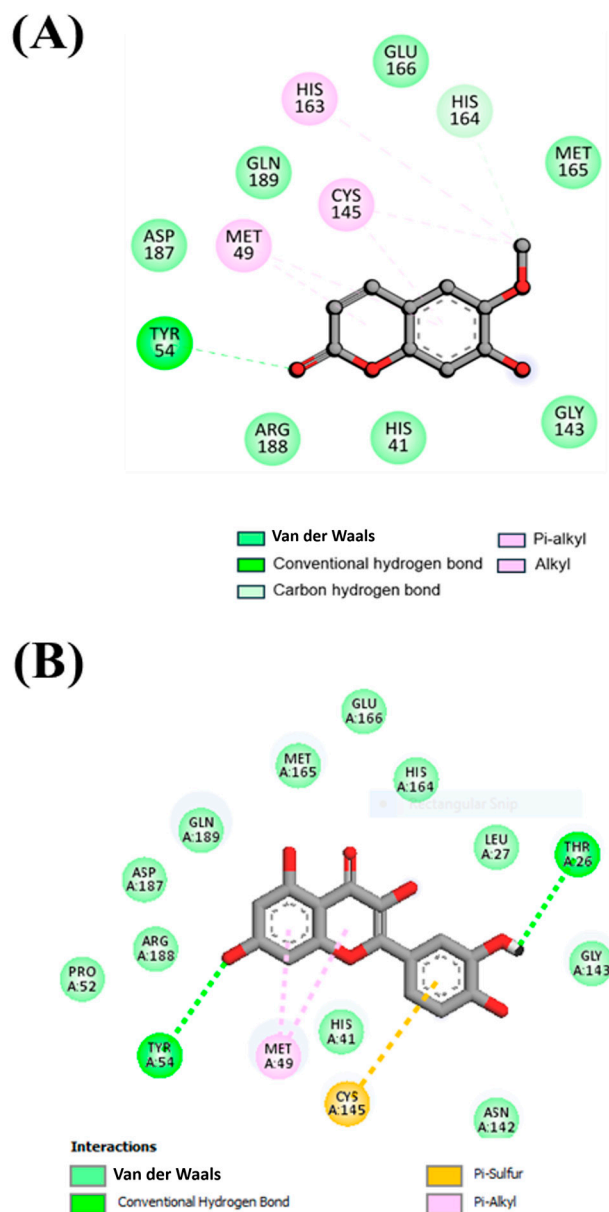 (A)
GLU
166
HIS
163
HIS
164
GLN
189
MET
165
CYS
145
ASP
187
MET
49
TYR
54
ARG
188
HIS
41
GLY
143
Van der Waals
Conventional hydrogen bond
Carbon hydrogen bond
Pi-alkyl
Alkyl
(B)
GLU
A:166
MET
A:165
HIS
A:164
Rectangular Snip
GLN
A:189
LEU
A:27
THR
A:26
ASP
A:187
ARG
A:188
GLY
A:143
PRO
A:52
HIS
A:41
TYR
A:54
MET
A:49
CYS
A:145
ASN
A:142
Interactions
Van der Waals
Conventional Hydrogen Bond
Pi-Sulfur
Pi-Alkyl